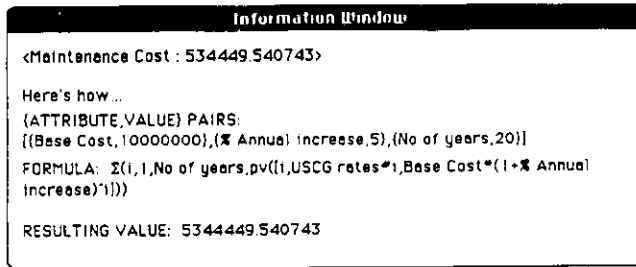 Information Window
<Maintenance Cost : 534449.540743>
Here's how...
(ATTRIBUTE,VALUE) PAIRS:
[(Base Cost,10000000),(% Annual increase,5),(No of years,20)]
FORMULA: Σ(i,1,No of years,pv([i,USCG rates*i,Base Cost*(1+% Annual
increase)^i]))
RESULTING VALUE: 5344449.540743